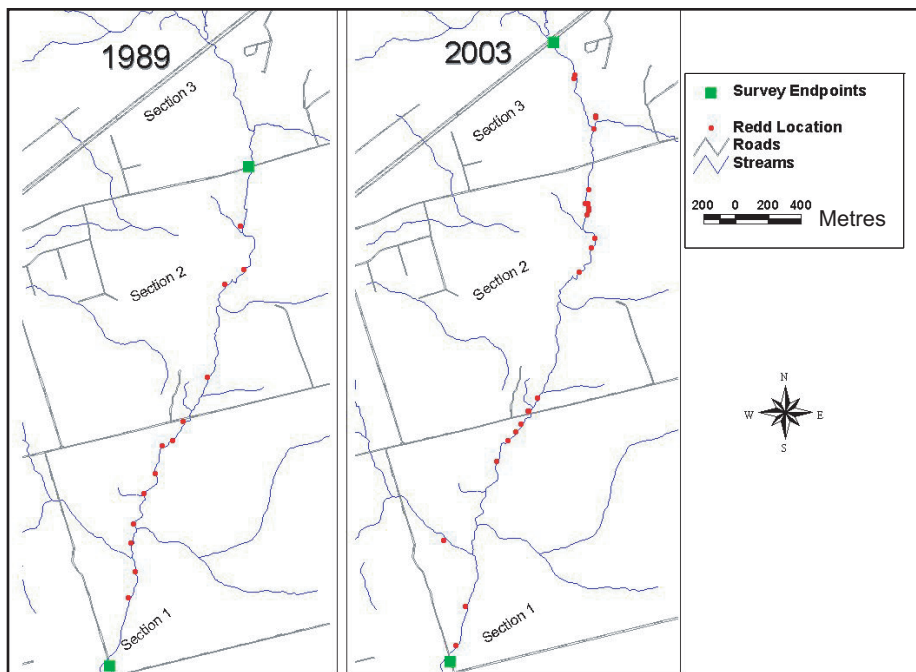 1989
Section 3
Section 2
Section 1
2003
Section 3
Section 2
Section 1
Survey Endpoints
Redd Location
Roads
Streams
200 0 200 400 Metres
N
W E
S